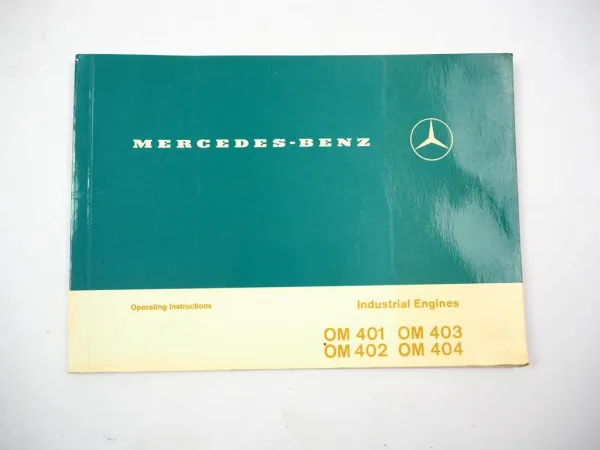 MERCEDES-BENZ
Operating Instructions
Industrial Engines
OM 401 OM 403
OM 402 OM 404